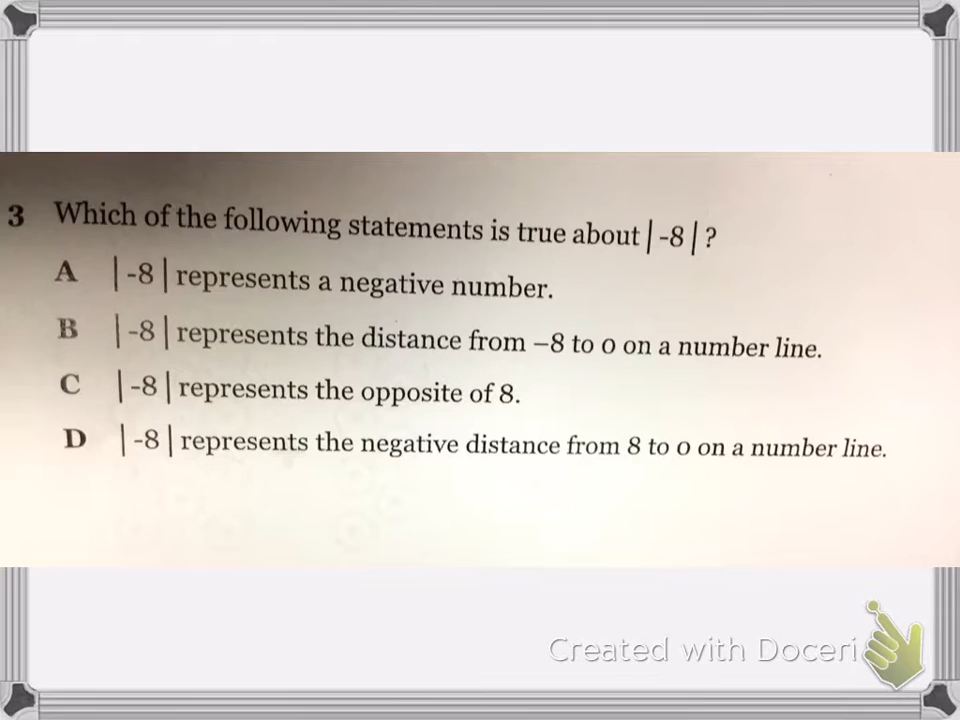 3 Which of the following statements is true about | -8 | ?
A | -8 | represents a negative number.
B | -8 | represents the distance from –8 to 0 on a number line.
C | -8 | represents the opposite of 8.
D | -8 | represents the negative distance from 8 to 0 on a number line.
Created with Doceri